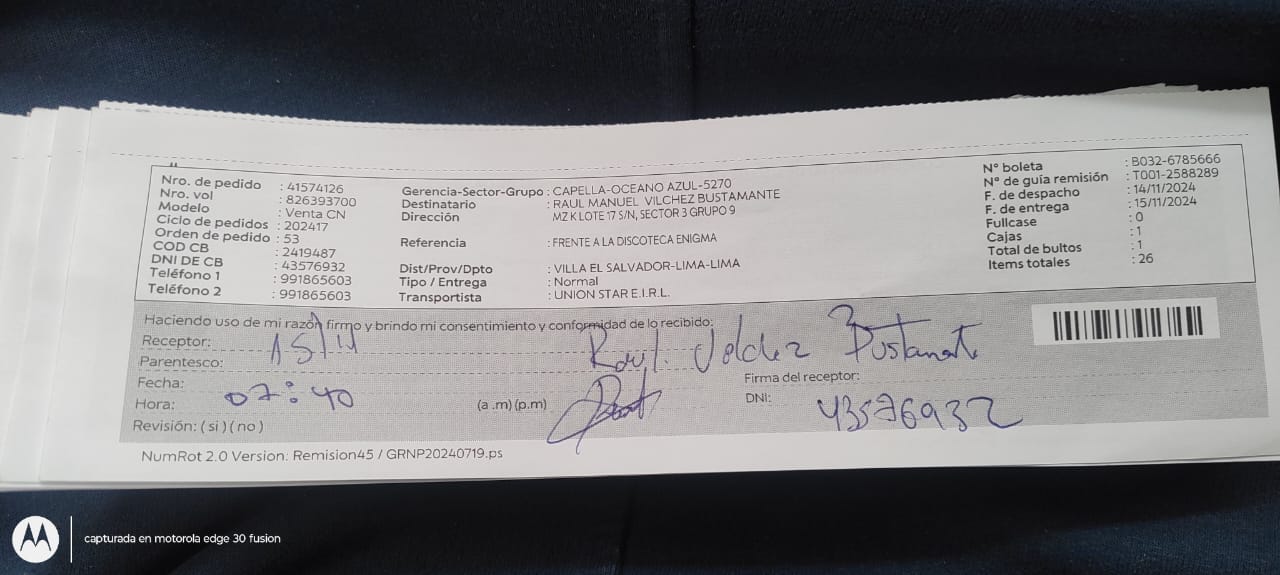 Nro. de pedido : 41574126
Nro. vol : 826393700
Modelo : Venta CN
Ciclo de pedidos : 202417
Orden de pedido : 53
COD CB : 2419487
DNI DE CB : 43576932
Teléfono 1 : 991865603
Teléfono 2 : 991865603
Gerencia-Sector-Grupo : CAPELLA-OCEANO AZUL-5270
Destinatario : RAUL MANUEL VILCHEZ BUSTAMANTE
Dirección MZ K LOTE 17 S/N, SECTOR 3 GRUPO 9
Referencia : FRENTE A LA DISCOTECA ENIGMA
Dist/Prov/Dpto : VILLA EL SALVADOR-LIMA-LIMA
Tipo / Entrega : Normal
Transportista : UNION STAR E.I.R.L.
N° boleta : B032-6785666
N° de guía remisión : T001-2588289
F. de despacho : 14/11/2024
F. de entrega : 15/11/2024
Fullcase : 0
Cajas : 1
Total de bultos : 1
Items totales : 26
Haciendo uso de mi razón firmo y brindo mi consentimiento y conformidad de lo recibido:
Receptor:
15/11
Parentesco:
Fecha:
Hora: 07:40 (a .m) (p.m)
Revisión: ( si ) ( no )
Firma del receptor:
DNI: 43576932
NumRot 2.0 Version: Remision45 / GRNP20240719.ps
capturada en motorola edge 30 fusion